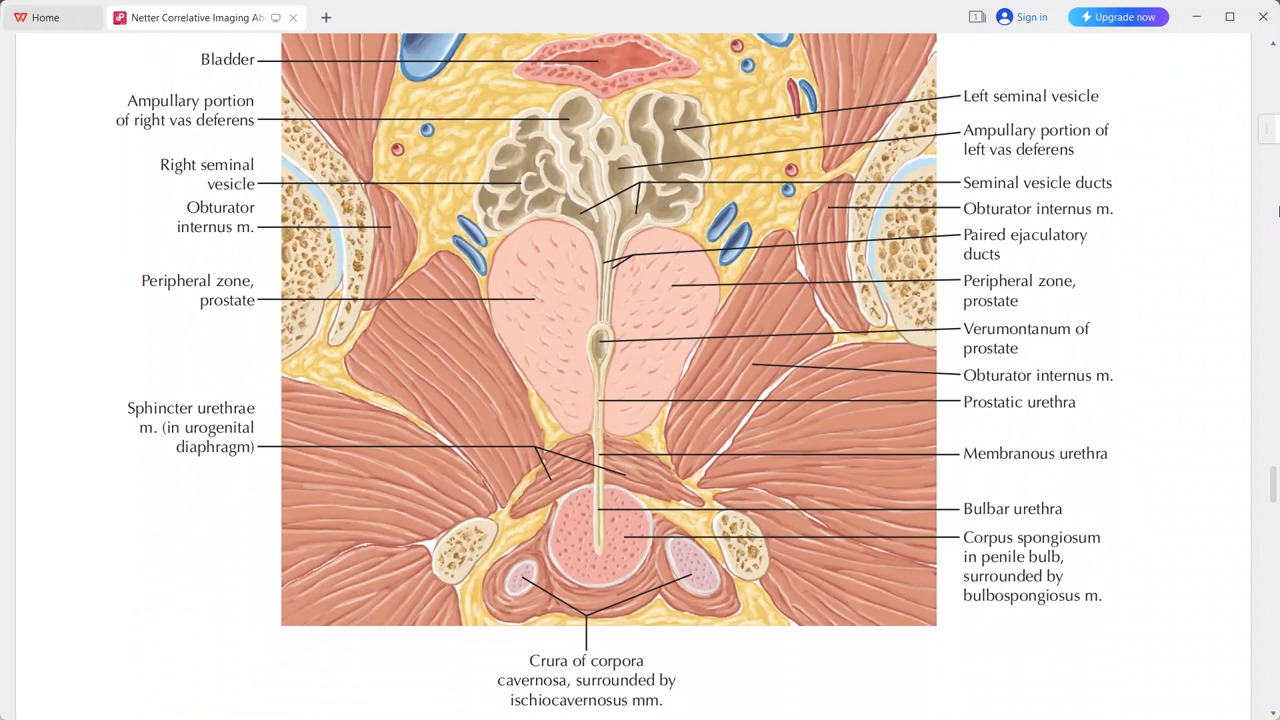 Home
Netter Correlative Imaging Ab
1
Sign in
Upgrade now
Bladder
Ampullary portion
of right vas deferens
Right seminal
vesicle
Obturator
internus m.
Peripheral zone,
prostate
Sphincter urethrae
m. (in urogenital
diaphragm)
Left seminal vesicle
Ampullary portion of
left vas deferens
Seminal vesicle ducts
Obturator internus m.
Paired ejaculatory
ducts
Peripheral zone,
prostate
Verumontanum of
prostate
Obturator internus m.
Prostatic urethra
Membranous urethra
Bulbar urethra
Corpus spongiosum
in penile bulb,
surrounded by
bulbospongiosus m.
Crura of corpora
cavernosa, surrounded by
ischiocavernosus mm.